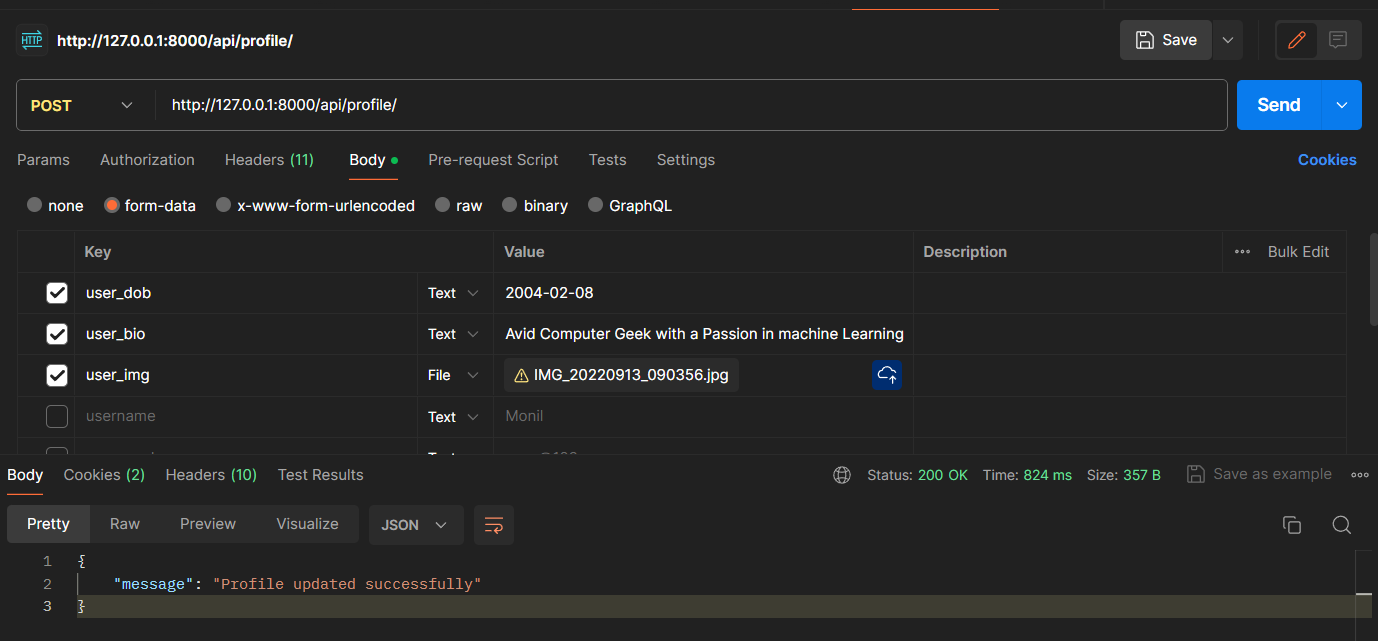 HTTP http://127.0.0.1:8000/api/profile/ Save
POST http://127.0.0.1:8000/api/profile/ Send
Params Authorization Headers (11) Body Pre-request Script Tests Settings Cookies
none form-data x-www-form-urlencoded raw binary GraphQL
Key Value Description Bulk Edit
user_dob Text 2004-02-08
user_bio Text Avid Computer Geek with a Passion in machine Learning
user_img File IMG_20220913_090356.jpg
username Text Monil
Body Cookies (2) Headers (10) Test Results Status: 200 OK Time: 824 ms Size: 357 B Save as example
Pretty Raw Preview Visualize JSON
1 {
2 "message": "Profile updated successfully"
3 }